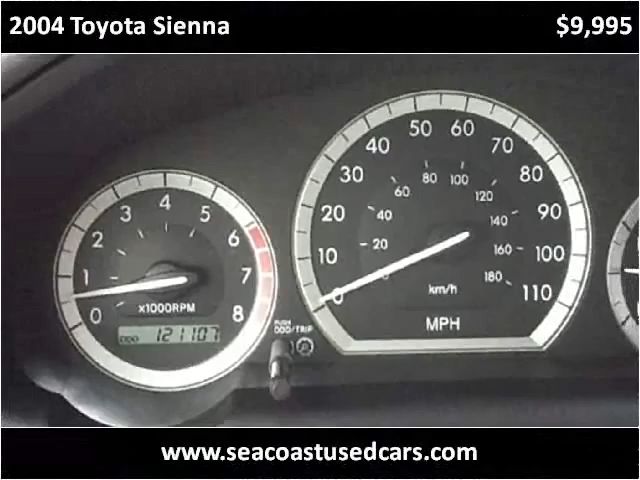 2004 Toyota Sienna $9,995
0 1 2 3 4 5 6 7 8
x1000RPM
ODO 121107
PUSH
ODO/TRIP
0 10 20 30 40 50 60 70 80 90 100 110
20 40 60 80 100 120 140 160 180
km/h
MPH
www.seacoastusedcars.com